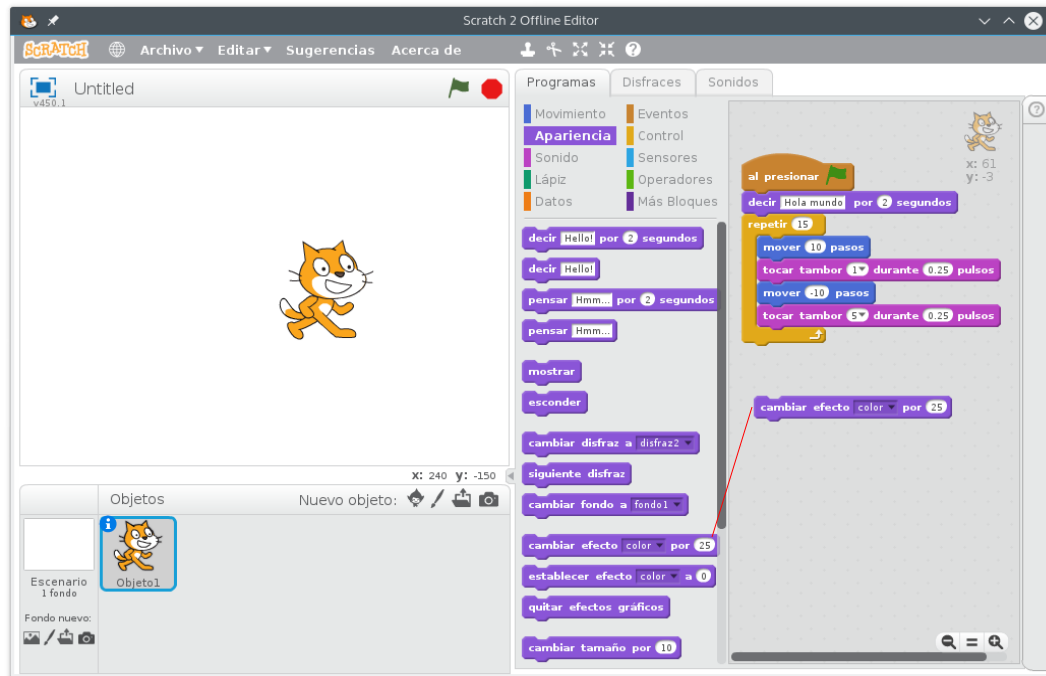 Scratch 2 Offline Editor
SCRATCH Archivo Editar Sugerencias Acerca de
Untitled
v450.1
x: 240 y: -150
Objetos Nuevo objeto:
Escenario
1 fondo
Fondo nuevo:
Objeto1
Programas Disfraces Sonidos
Movimiento Eventos
Apariencia Control
Sonido Sensores
Lápiz Operadores
Datos Más Bloques
decir Hello! por 2 segundos
decir Hello!
pensar Hmm... por 2 segundos
pensar Hmm...
mostrar
esconder
cambiar disfraz a disfraz2
siguiente disfraz
cambiar fondo a fondo1
cambiar efecto color por 25
establecer efecto color a 0
quitar efectos gráficos
cambiar tamaño por 10
x: 61
y: -3
al presionar
decir Hola mundo por 2 segundos
repetir 15
mover 10 pasos
tocar tambor 1 durante 0.25 pulsos
mover -10 pasos
tocar tambor 5 durante 0.25 pulsos
cambiar efecto color por 25